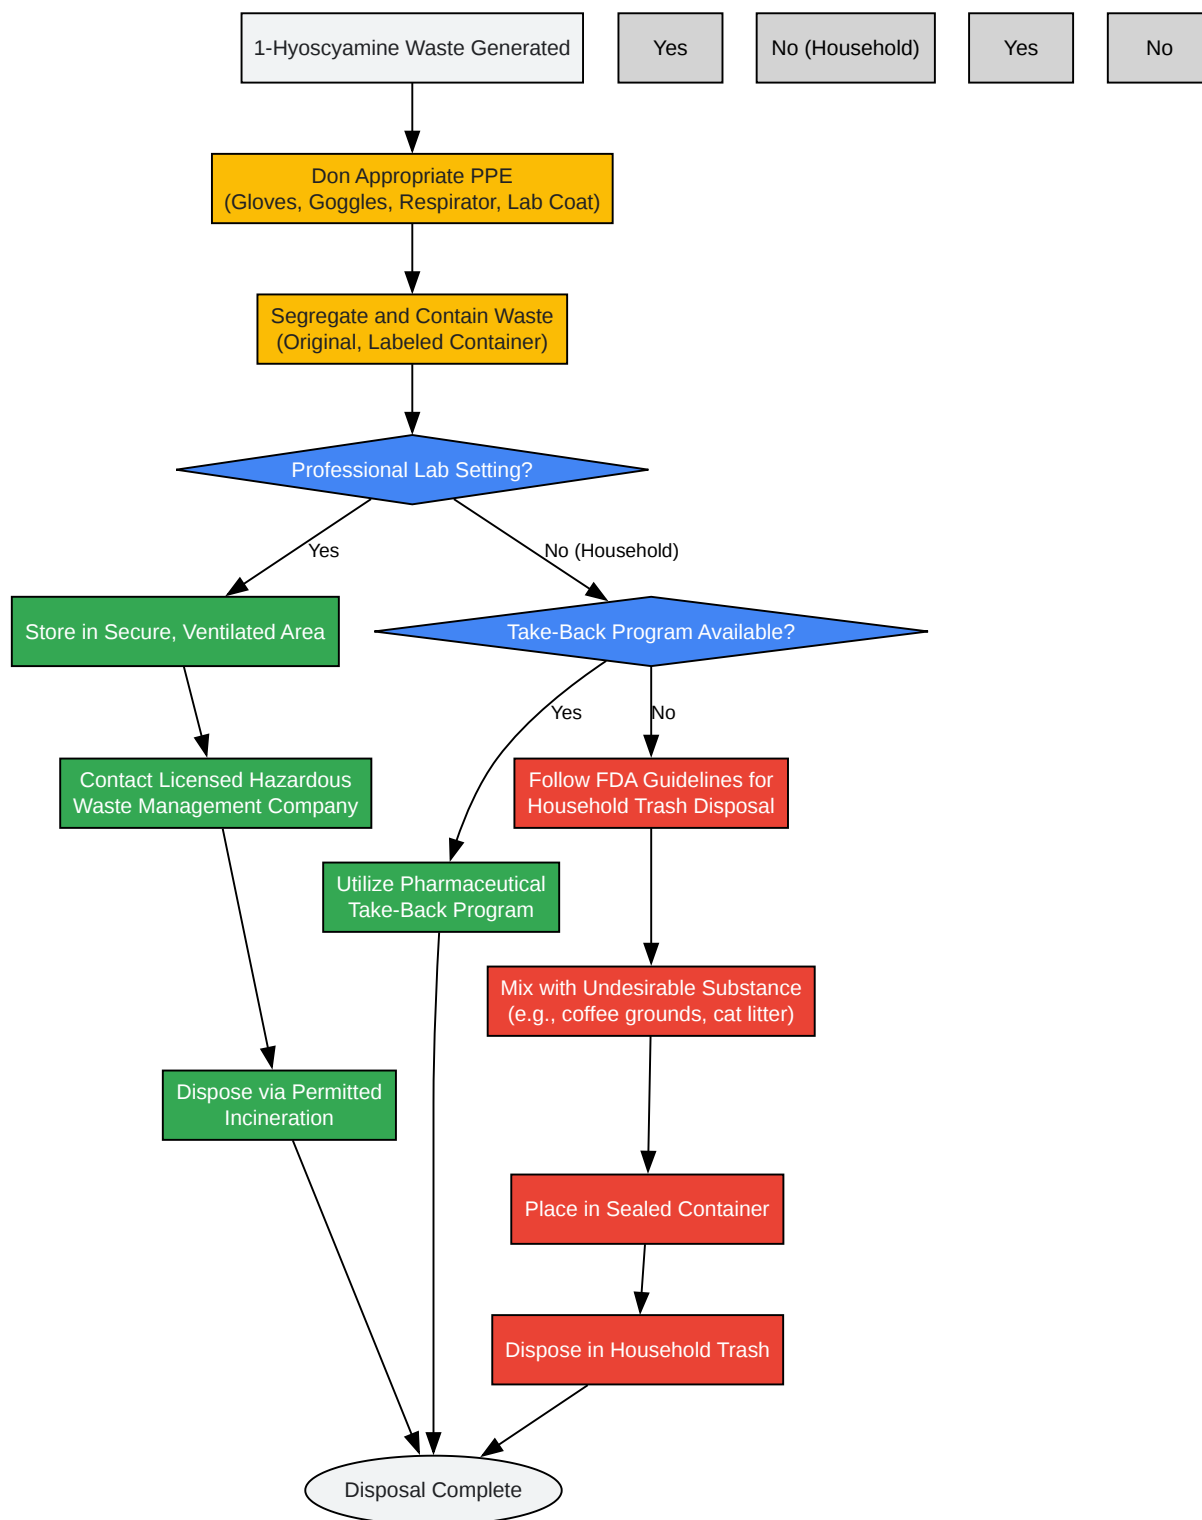 1-Hyoscyamine Waste Generated
Yes
No (Household)
Yes
No
Don Appropriate PPE
(Gloves, Goggles, Respirator, Lab Coat)
Segregate and Contain Waste
(Original, Labeled Container)
Professional Lab Setting?
Yes
No (Household)
Store in Secure, Ventilated Area
Take-Back Program Available?
Yes
No
Contact Licensed Hazardous
Waste Management Company
Follow FDA Guidelines for
Household Trash Disposal
Utilize Pharmaceutical
Take-Back Program
Mix with Undesirable Substance
(e.g., coffee grounds, cat litter)
Dispose via Permitted
Incineration
Place in Sealed Container
Dispose in Household Trash
Disposal Complete